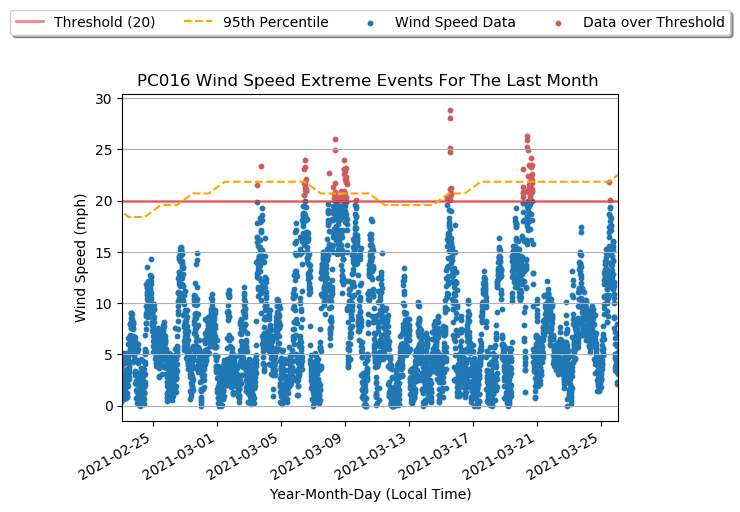 Threshold (20) 95th Percentile Wind Speed Data Data over Threshold
PC016 Wind Speed Extreme Events For The Last Month
Wind Speed (mph)
30
25
20
15
10
5
0
2021-02-25 2021-03-01 2021-03-05 2021-03-09 2021-03-13 2021-03-17 2021-03-21 2021-03-25
Year-Month-Day (Local Time)